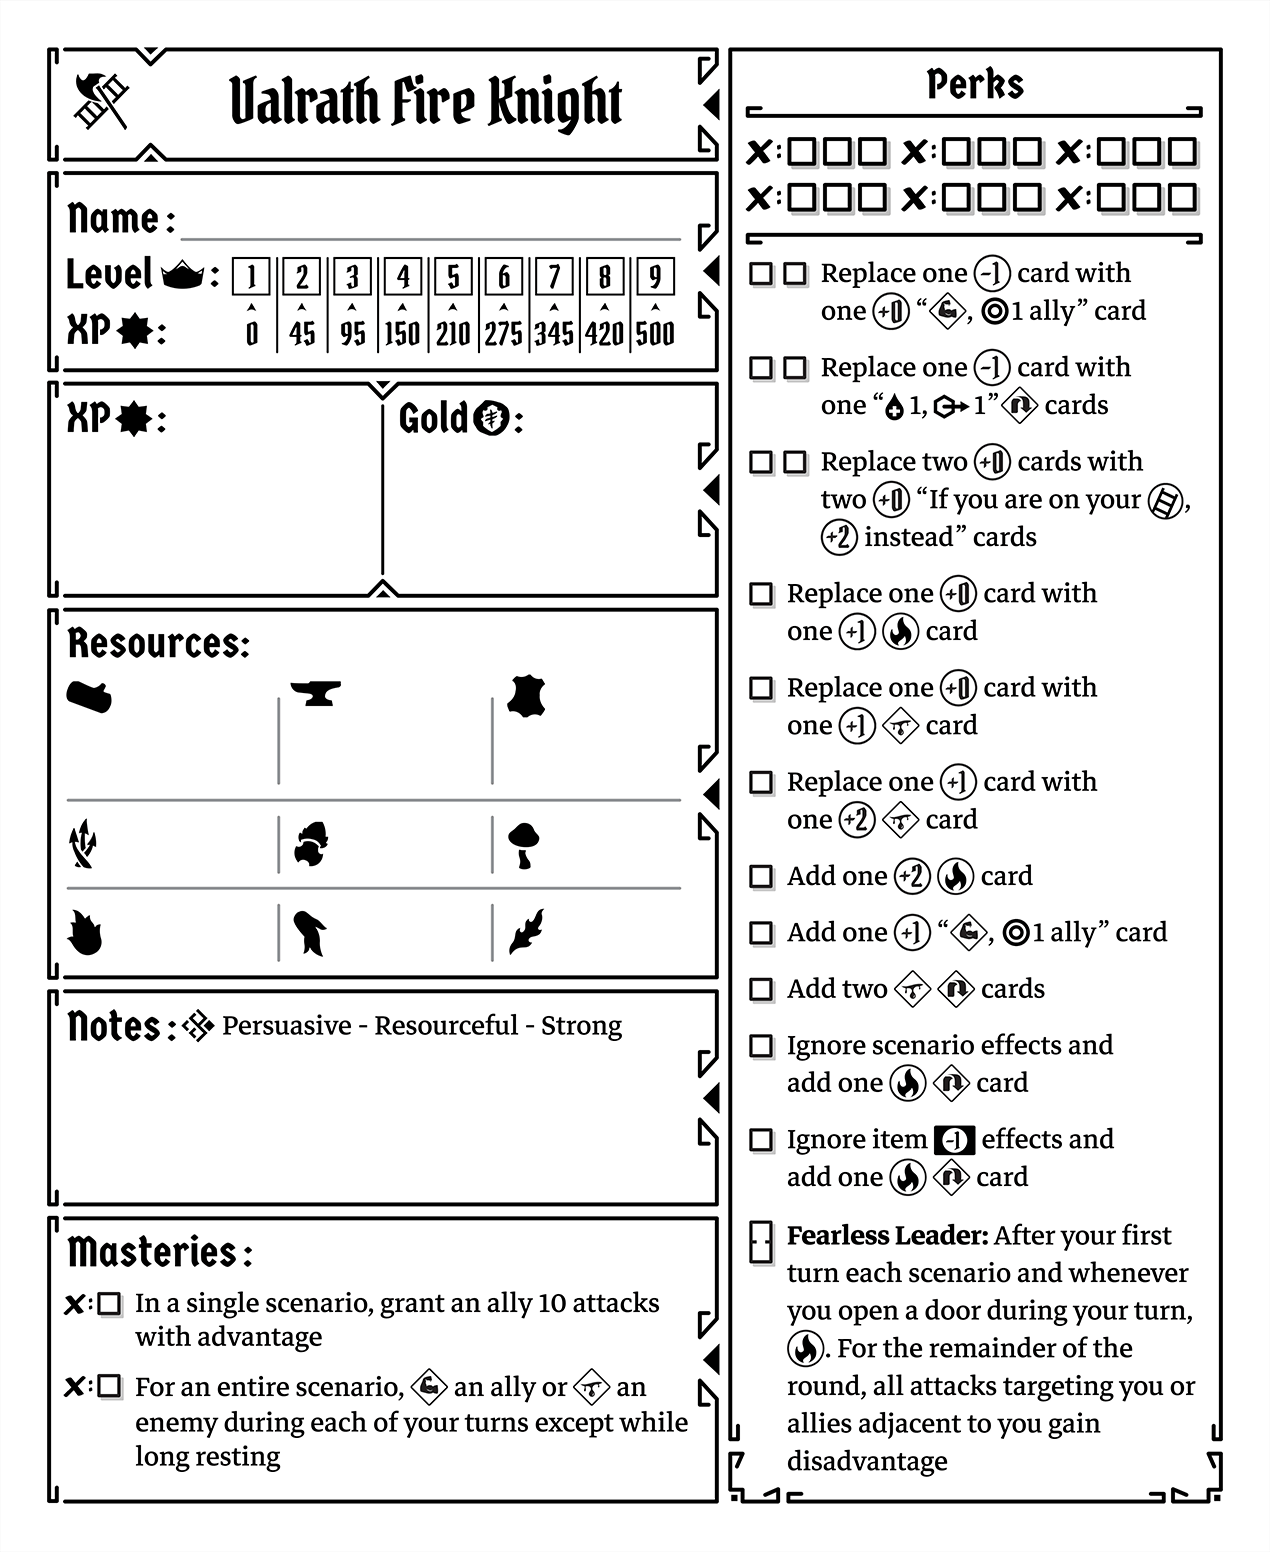 Valrath Fire Knight
Name:
Level :
1 2 3 4 5 6 7 8 9
XP :
0 45 95 150 210 275 345 420 500
XP :
Gold :
Resources:
Notes: Persuasive - Resourceful - Strong
Masteries:
In a single scenario, grant an ally 10 attacks
with advantage
For an entire scenario, an ally or an
enemy during each of your turns except while
long resting
Perks
Replace one -1 card with
one +0 “ , 1 ally” card
Replace one -1 card with
one “ 1, 1” cards
Replace two +0 cards with
two +0 “If you are on your ,
+2 instead” cards
Replace one +0 card with
one +1 card
Replace one +0 card with
one +1 card
Replace one +1 card with
one +2 card
Add one +2 card
Add one +1 “ , 1 ally” card
Add two cards
Ignore scenario effects and
add one card
Ignore item -1 effects and
add one card
Fearless Leader: After your first
turn each scenario and whenever
you open a door during your turn,
. For the remainder of the
round, all attacks targeting you or
allies adjacent to you gain
disadvantage